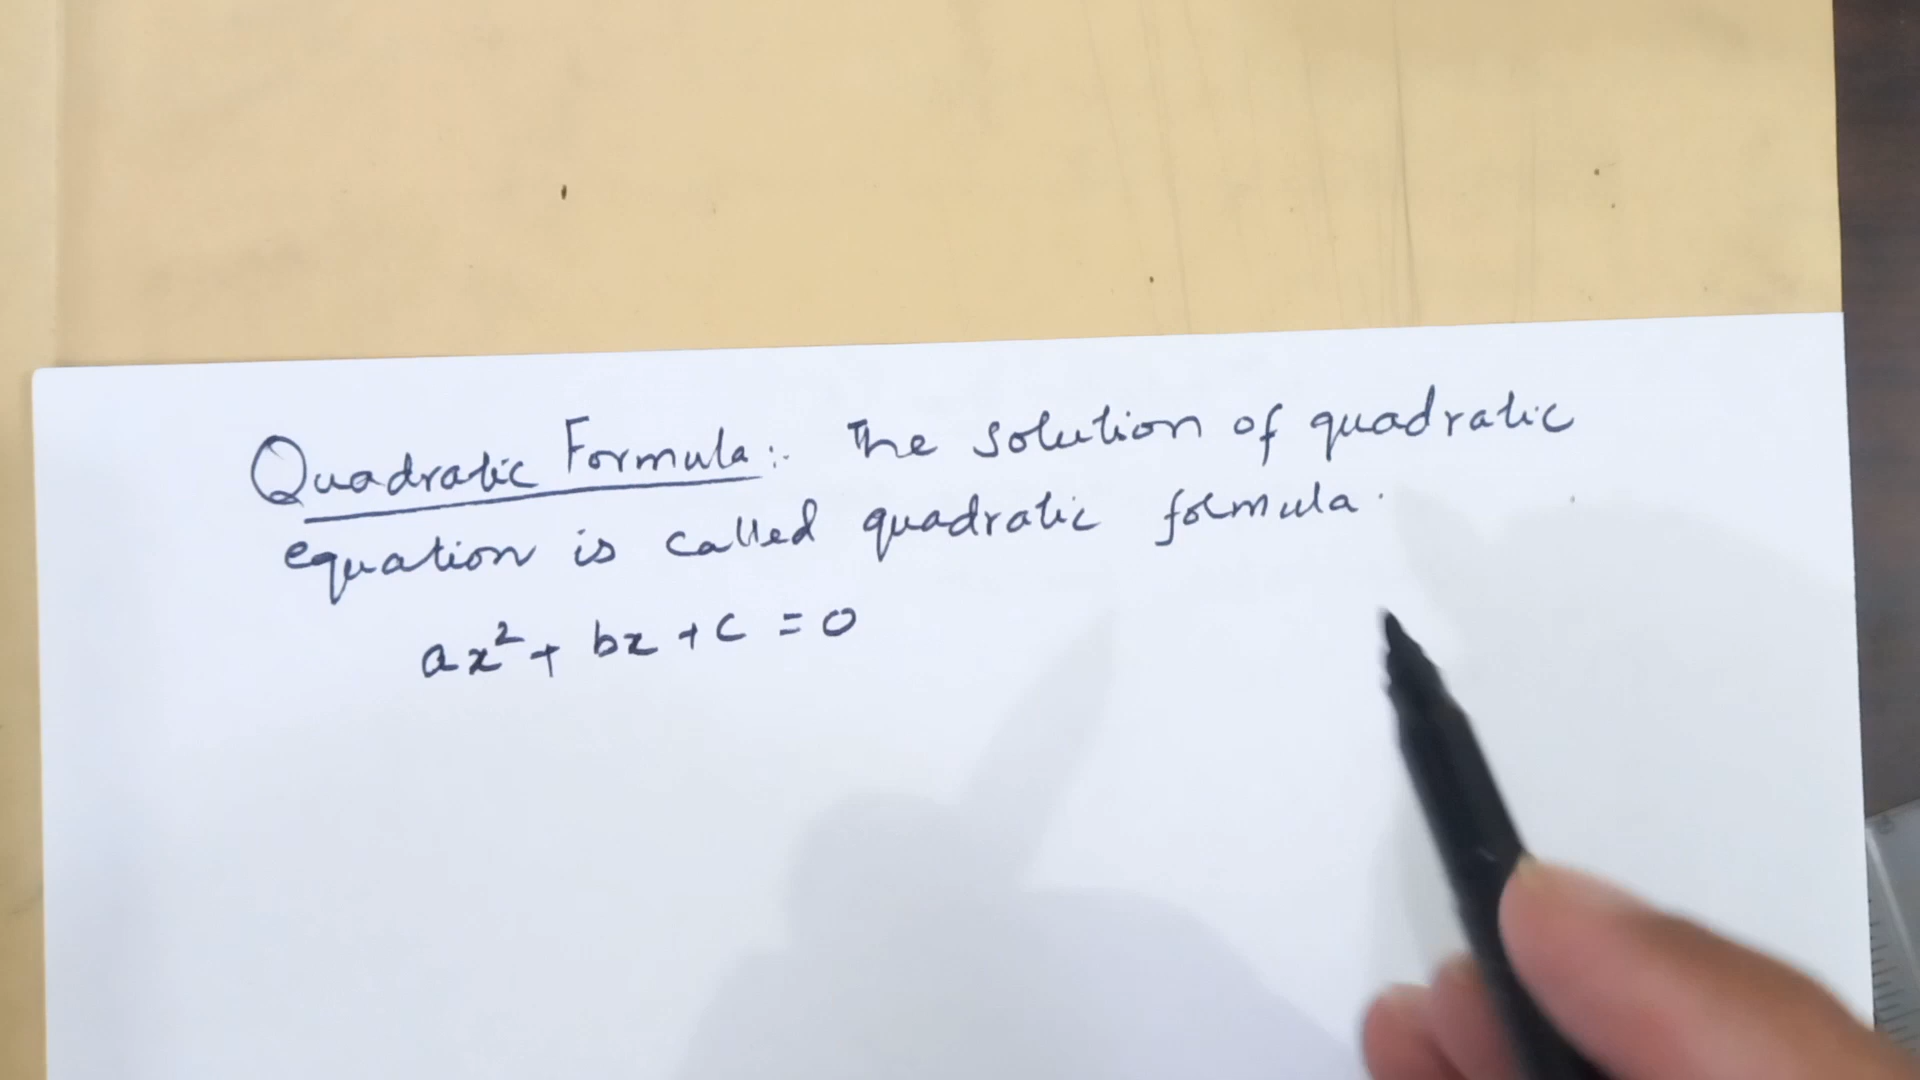 Quadratic Formula:. The solution of quadratic
equation is called quadratic formula.
ax² + bx + c = 0